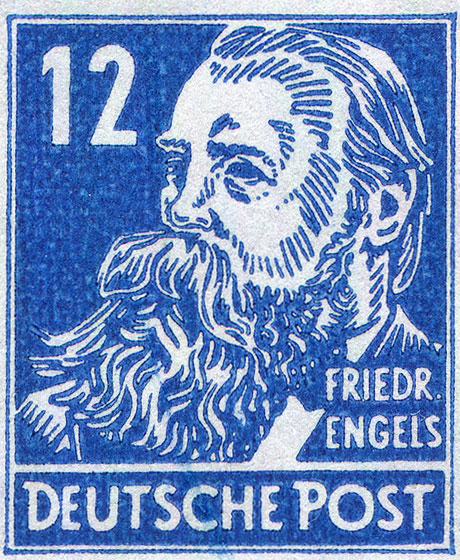 12
FRIEDR.
ENGELS
DEUTSCHE POST